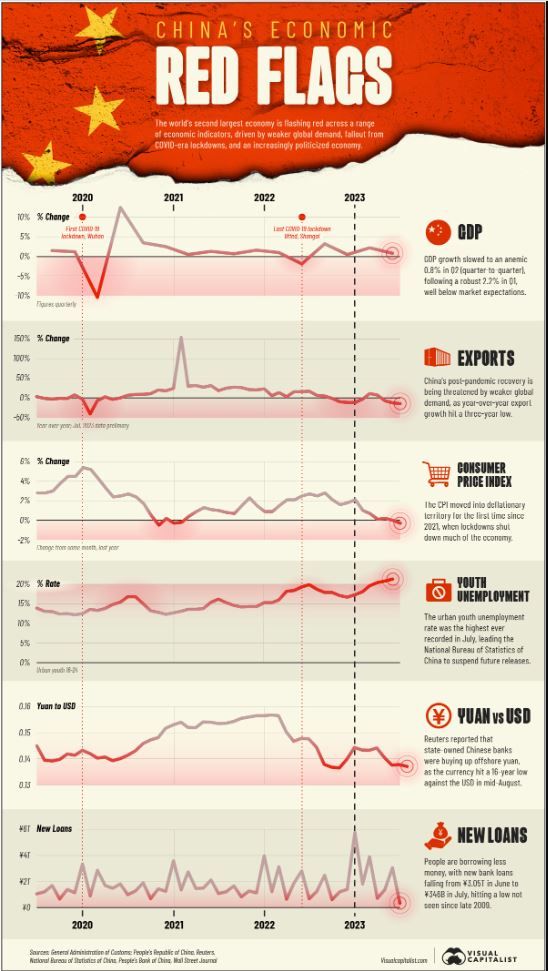 CHINA'S ECONOMIC
RED FLAGS
The world's second largest economy is flashing red across a range
of economic indicators, driven by weaker global demand, fallout from
COVID-era lockdowns, and an increasingly politicized economy.
2020 2021 2022 2023
% Change
10%
5%
0%
-5%
10%
First COVID-19
lockdown, Wuhan
Last COVID-19 lockdown
lifted, Shangai
Figures quarterly
GDP
GDP growth slowed to an anemic
0.8% in Q2 (quarter-to-quarter),
following a robust 2.2% in Q1,
well below market expectations.
% Change
150%
100%
50%
0%
-50%
Year over year; Jul. 2023 data preliminary
EXPORTS
China's post-pandemic recovery is
being threatened by weaker global
demand, as year-over-year export
growth hit a three-year low.
% Change
6%
4%
2%
0%
-2%
Change from same month, last year
CONSUMER
PRICE INDEX
The CPI moved into deflationary
territory for the first time since
2021, when lockdowns shut
down much of the economy.
% Rate
20%
15%
10%
5%
0%
Urban youth 16-24
YOUTH
UNEMPLOYMENT
The urban youth unemployment
rate was the highest ever
recorded in July, leading the
National Bureau of Statistics of
China to suspend future releases.
Yuan to USD
0.16
0.15
0.14
0.13
¥
YUAN VS USD
Reuters reported that
state-owned Chinese banks
were buying up offshore yuan,
as the currency hit a 16-year low
against the USD in mid-August.
New Loans
¥6T
¥4T
¥2T
¥0
¥
NEW LOANS
People are borrowing less
money, with new bank loans
falling from ¥3.05T in June to
¥346B in July, hitting a low not
seen since late 2009.
2020 2021 2022 2023
Sources: General Administration of Customs; People's Republic of China, Reuters,
National Bureau of Statistics of China, People's Bank of China, Wall Street Journal
Visualcapitalist.com
VISUAL
CAPITALIST